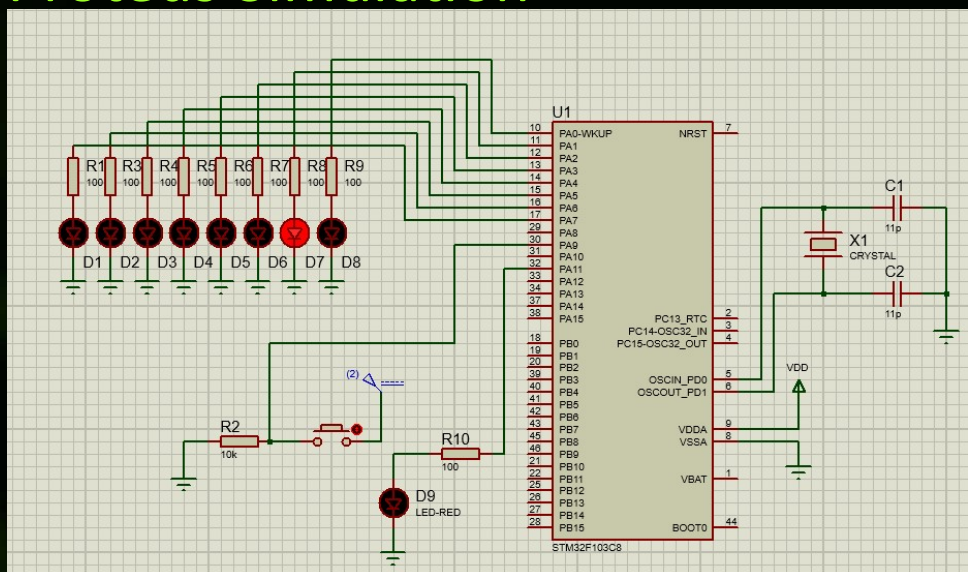 Proteus Simulation
U1
10 PA0-WKUP NRST 7
11 PA1
12 PA2
13 PA3
14 PA4
15 PA5
16 PA6
17 PA7
29 PA8
30 PA9
31 PA10
32 PA11
33 PA12
34 PA13
37 PA14
38 PA15
PC13_RTC 2
PC14-OSC32_IN 3
PC15-OSC32_OUT 4
18 PB0
19 PB1
20 PB2
39 PB3
40 PB4
41 PB5
42 PB6
43 PB7
45 PB8
46 PB9
21 PB10
22 PB11
25 PB12
26 PB13
27 PB14
28 PB15
OSCIN_PD0 5
OSCOUT_PD1 6
VDDA 9
VSSA 8
VBAT 1
BOOT0 44
STM32F103C8
R1 R3 R4 R5 R6 R7 R8 R9
100 100 100 100 100 100 100 100
D1 D2 D3 D4 D5 D6 D7 D8
C1
11p
X1
CRYSTAL
C2
11p
VDD
(2)
R2
10k
R10
100
D9
LED-RED